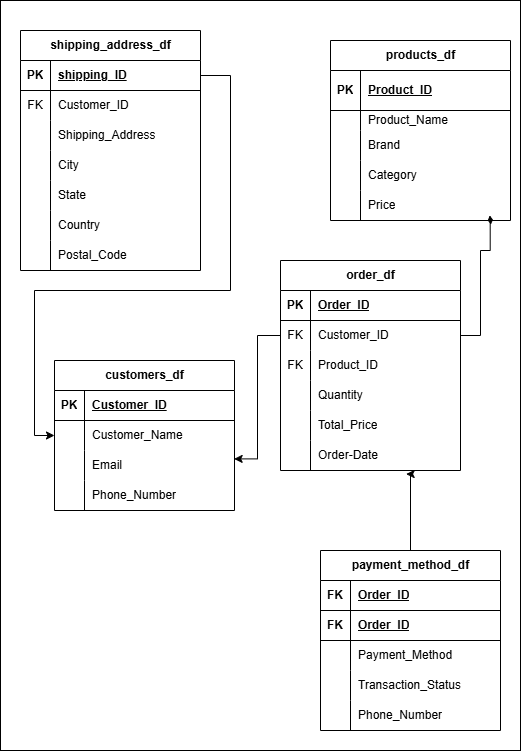 shipping_address_df
PK shipping_ID
FK Customer_ID
Shipping_Address
City
State
Country
Postal_Code
products_df
PK Product_ID
Product_Name
Brand
Category
Price
order_df
PK Order_ID
FK Customer_ID
FK Product_ID
Quantity
Total_Price
Order-Date
customers_df
PK Customer_ID
Customer_Name
Email
Phone_Number
payment_method_df
FK Order_ID
FK Order_ID
Payment_Method
Transaction_Status
Phone_Number